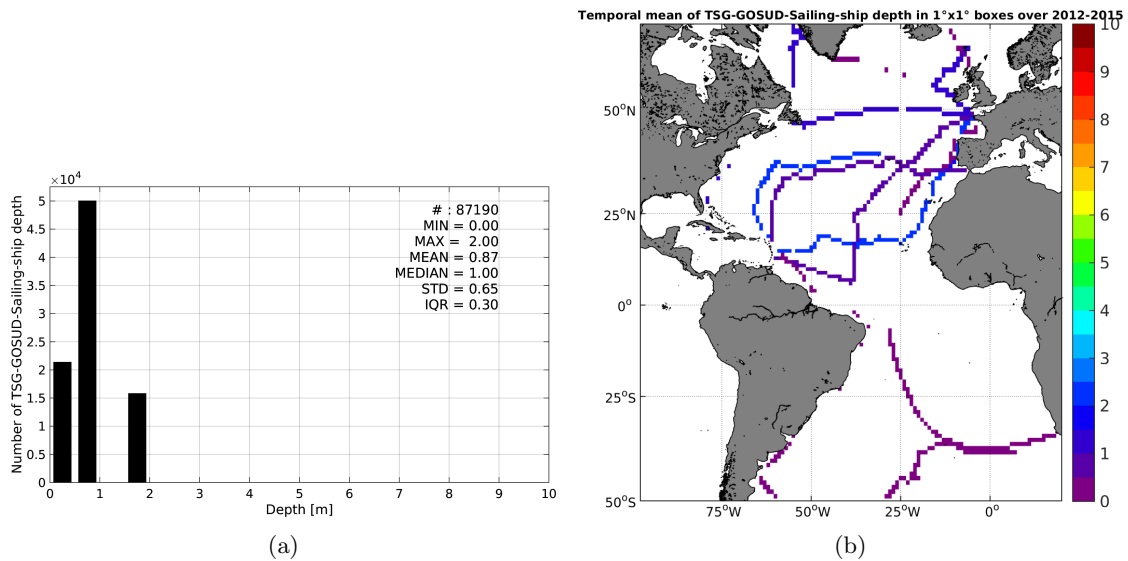 ×10⁴
5
4.5
4
3.5
3
2.5
2
1.5
1
0.5
0
Number of TSG-GOSUD-Sailing-ship depth
# : 87190
MIN = 0.00
MAX = 2.00
MEAN = 0.87
MEDIAN = 1.00
STD = 0.65
IQR = 0.30
0 1 2 3 4 5 6 7 8 9 10
Depth [m]
(a)
Temporal mean of TSG-GOSUD-Sailing-ship depth in 1°x1° boxes over 2012-2015
50°N
25°N
0°
25°S
50°S
75°W 50°W 25°W 0°
10
9
8
7
6
5
4
3
2
1
0
(b)